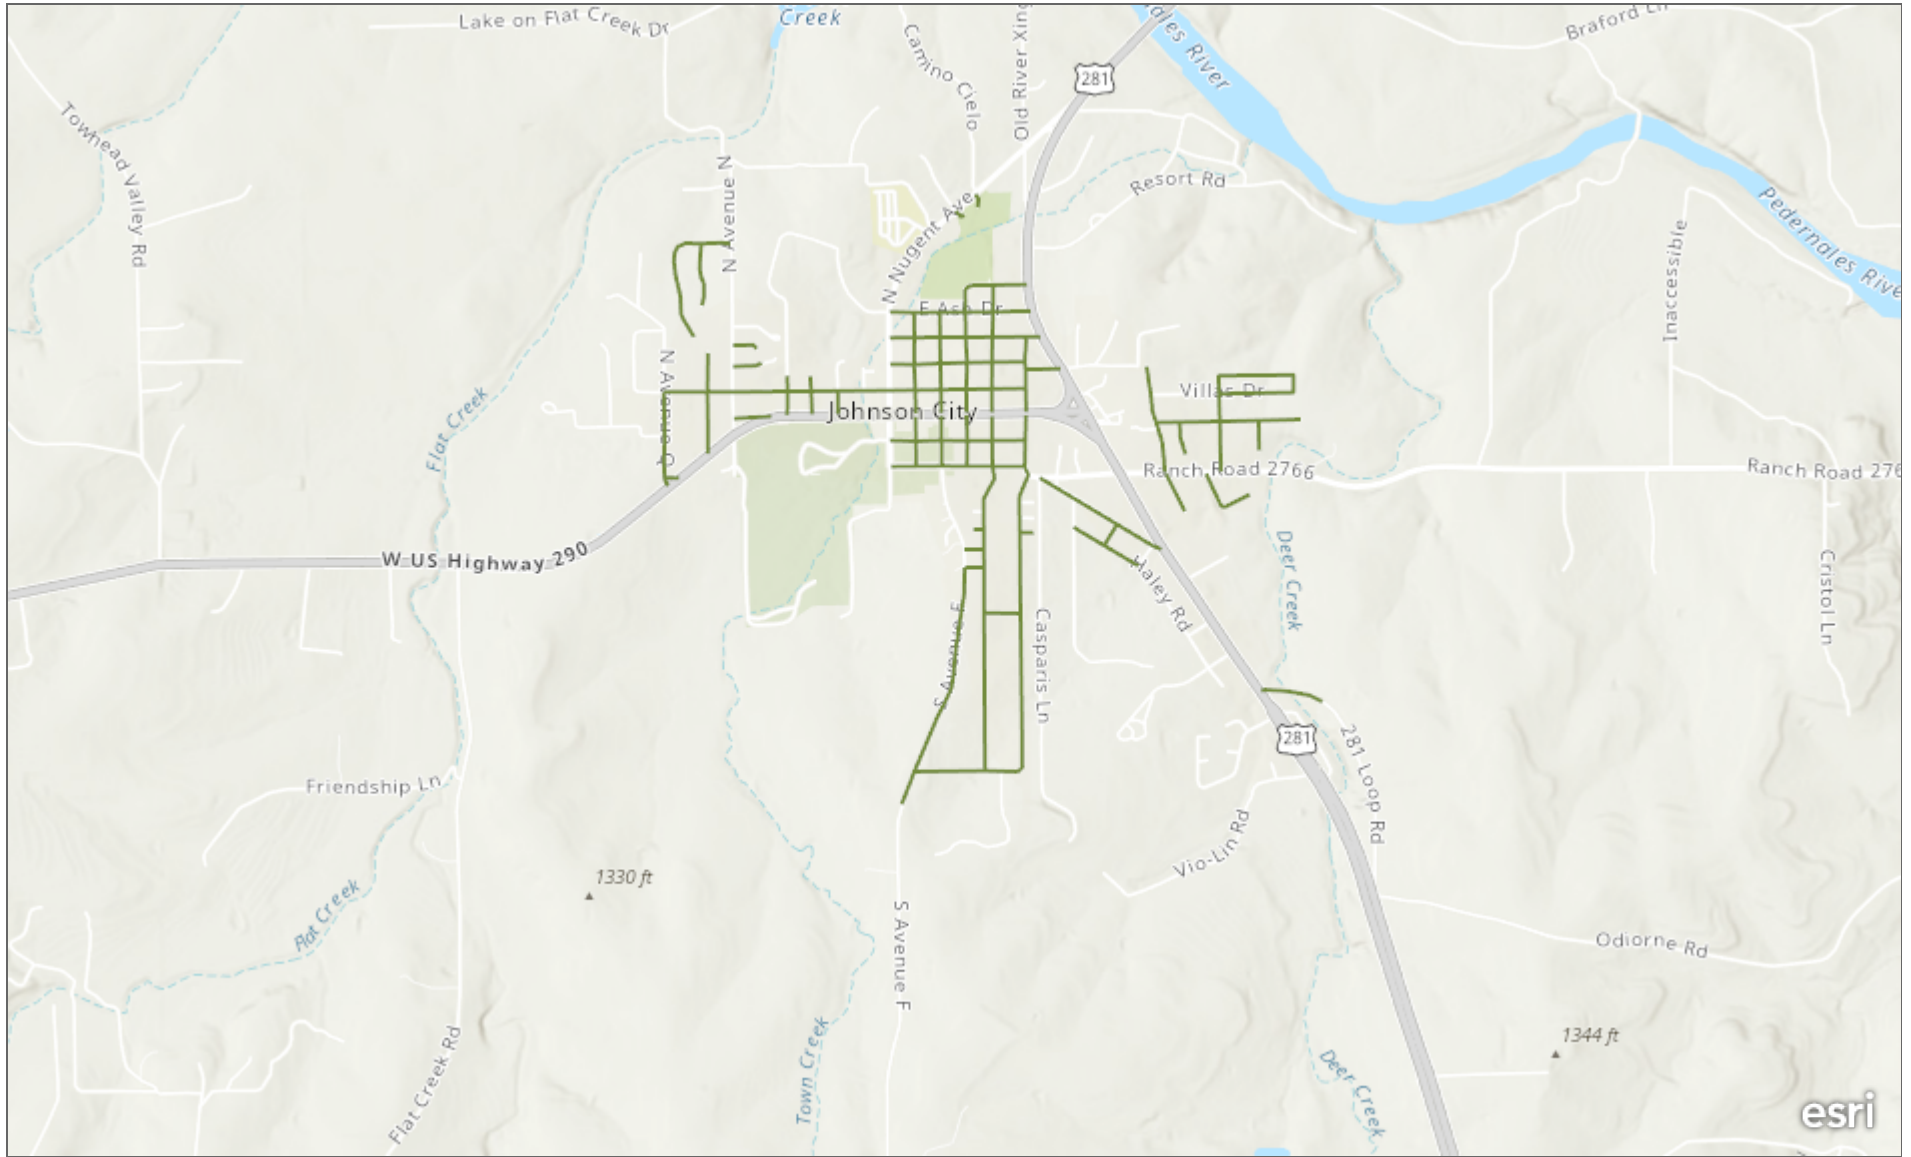 Lake on Flat Creek Dr
Creek
Camino Cielo
Old River Xing
281
River
Braford Ln
Towhead Valley Rd
N Avenue N
N Nugent Ave
Resort Rd
Inaccessible
Pedernales River
E Ash Dr
N Avenue Q
Flat Creek
Johnson City
Villas Dr
Ranch Road 2766
Ranch Road 276
W US Highway 290
Deer Creek
Haley Rd
Cristol Ln
S Avenue F
Casparis Ln
281
281 Loop Rd
Friendship Ln
Vio-Lin Rd
1330 ft
Flat Creek
S Avenue F
Odiorne Rd
Flat Creek Rd
Town Creek
1344 ft
Deer Creek
esri